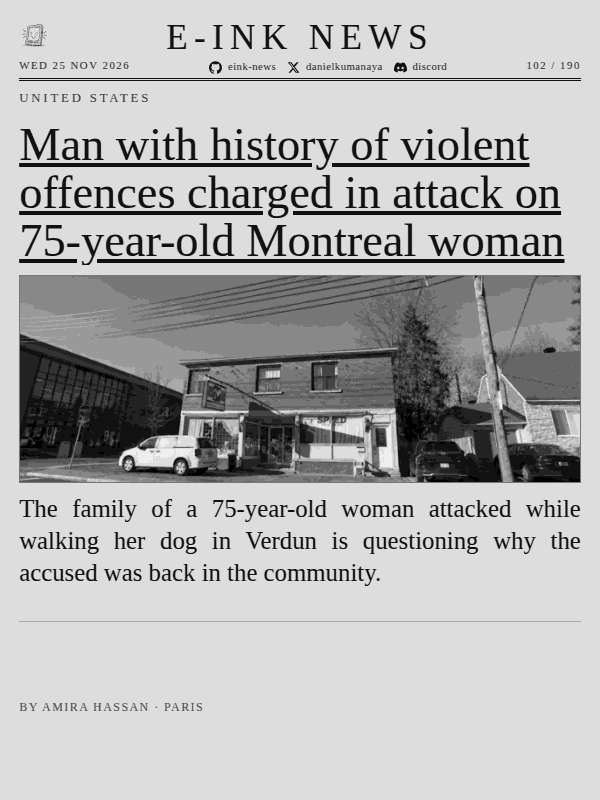 E-INK NEWS
WED 25 NOV 2026
eink-news danielkumanaya discord
102 / 190
UNITED STATES
Man with history of violent
offences charged in attack on
75-year-old Montreal woman
The family of a 75-year-old woman attacked while
walking her dog in Verdun is questioning why the
accused was back in the community.
BY AMIRA HASSAN · PARIS